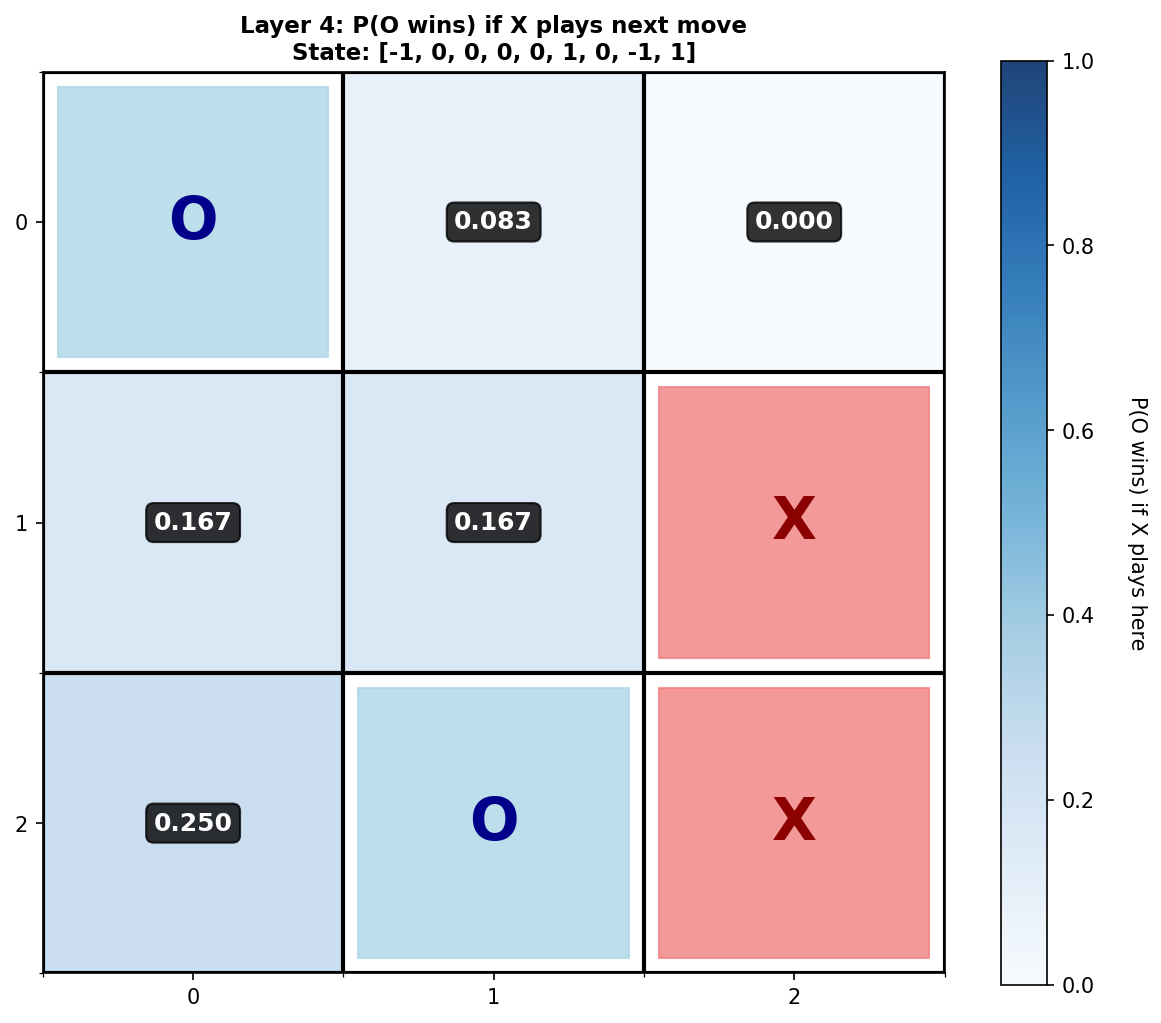 Layer 4: P(O wins) if X plays next move
State: [-1, 0, 0, 0, 0, 1, 0, -1, 1]
0
O
0.083
0.000
1
0.167
0.167
X
2
0.250
O
X
0
1
2
1.0
0.8
0.6
0.4
0.2
0.0
P(O wins) if X plays here